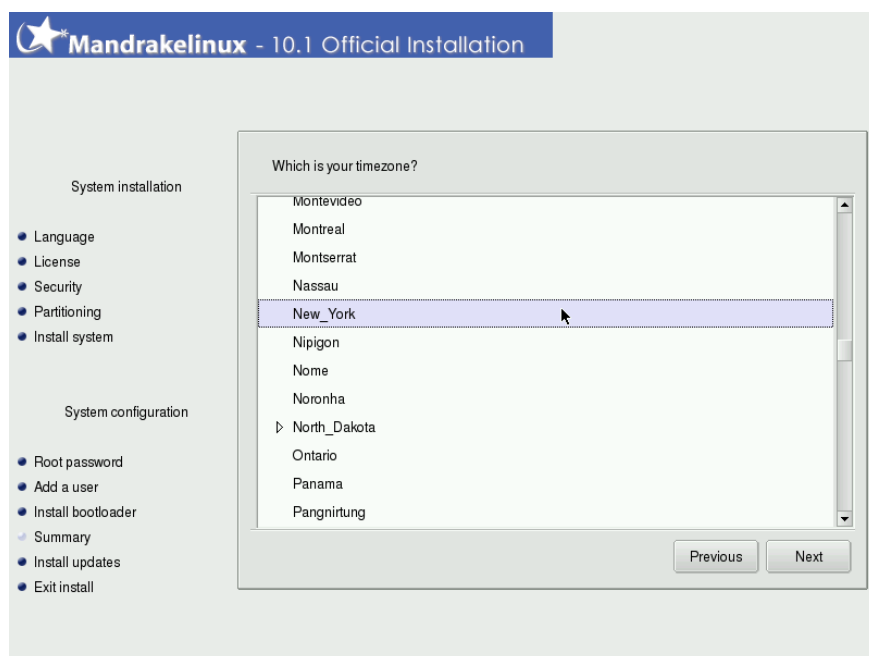 Mandrakelinux - 10.1 Official Installation
System installation
Language
License
Security
Partitioning
Install system
System configuration
Root password
Add a user
Install bootloader
Summary
Install updates
Exit install
Which is your timezone?
Montevideo
Montreal
Montserrat
Nassau
New_York
Nipigon
Nome
Noronha
North_Dakota
Ontario
Panama
Pangnirtung
Previous
Next